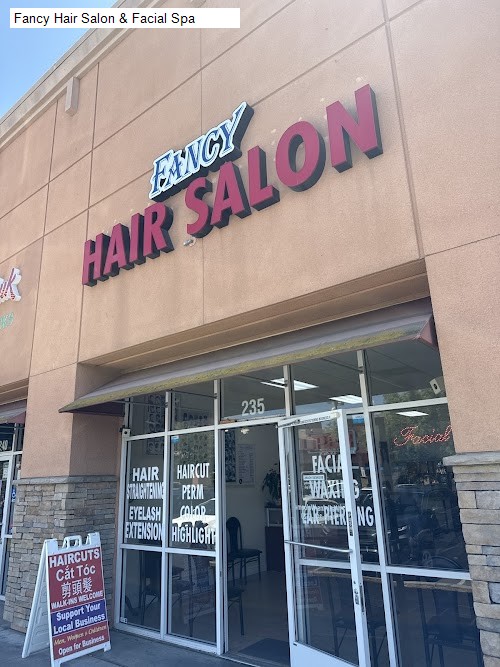 Fancy Hair Salon & Facial Spa
FANCY
HAIR SALON
235
HAIR
STRAIGHTENING
EYELASH
EXTENSION
HAIRCUT
PERM
COLOR
HIGHLIGHT
FACIAL
WAXING
EAR PIERCING
Facial
HAIRCUTS
Cắt Tóc
剪頭髮
WALK-INS WELCOME
Support Your
Local Business
Men, Women & Children
Open for Business